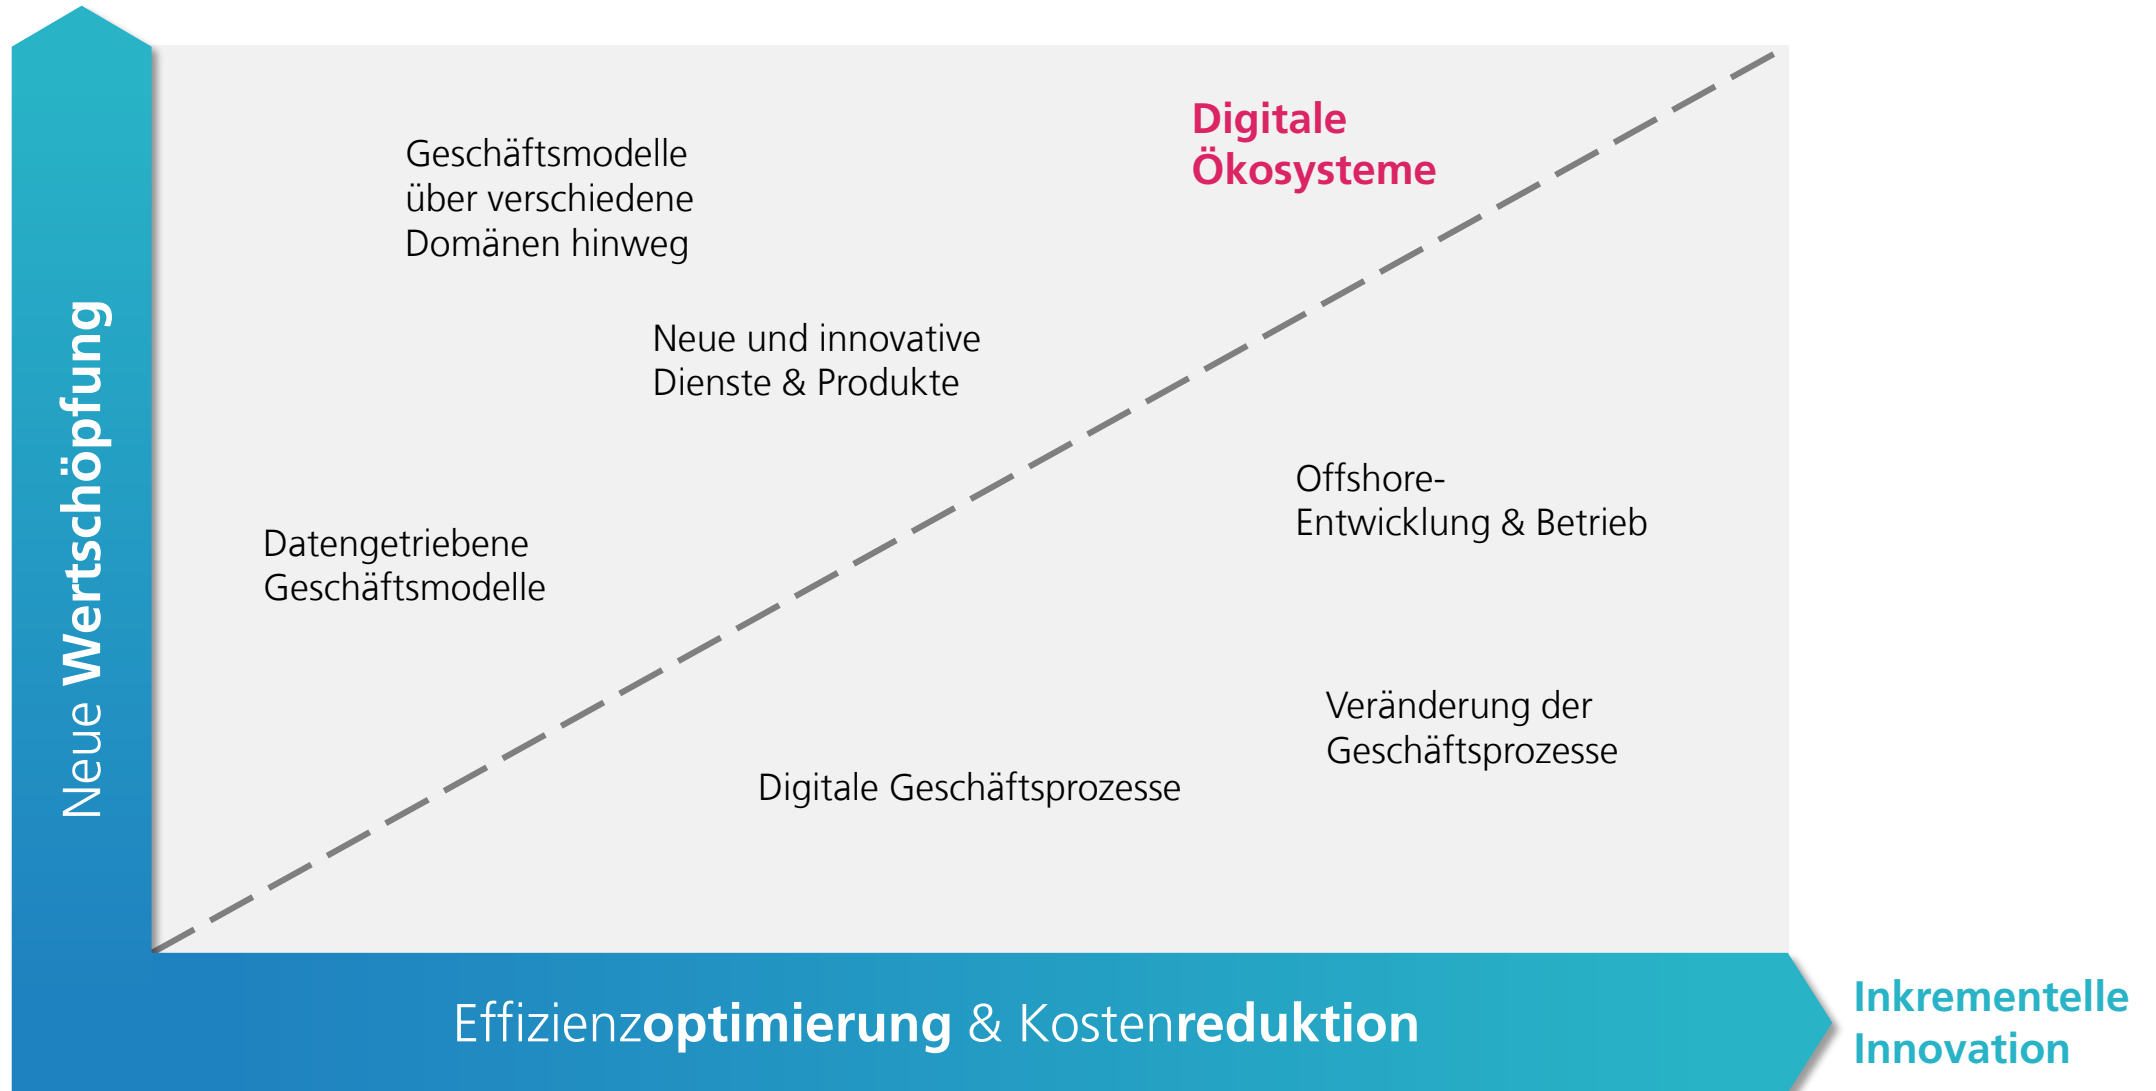 Digitale
Ökosysteme
Geschäftsmodelle
über verschiedene
Domänen hinweg
Neue und innovative
Dienste & Produkte
Offshore-
Entwicklung & Betrieb
Datengetriebene
Geschäftsmodelle
Veränderung der
Geschäftsprozesse
Digitale Geschäftsprozesse
Neue Wertschöpfung
Effizienzoptimierung & Kostenreduktion
Inkrementelle
Innovation